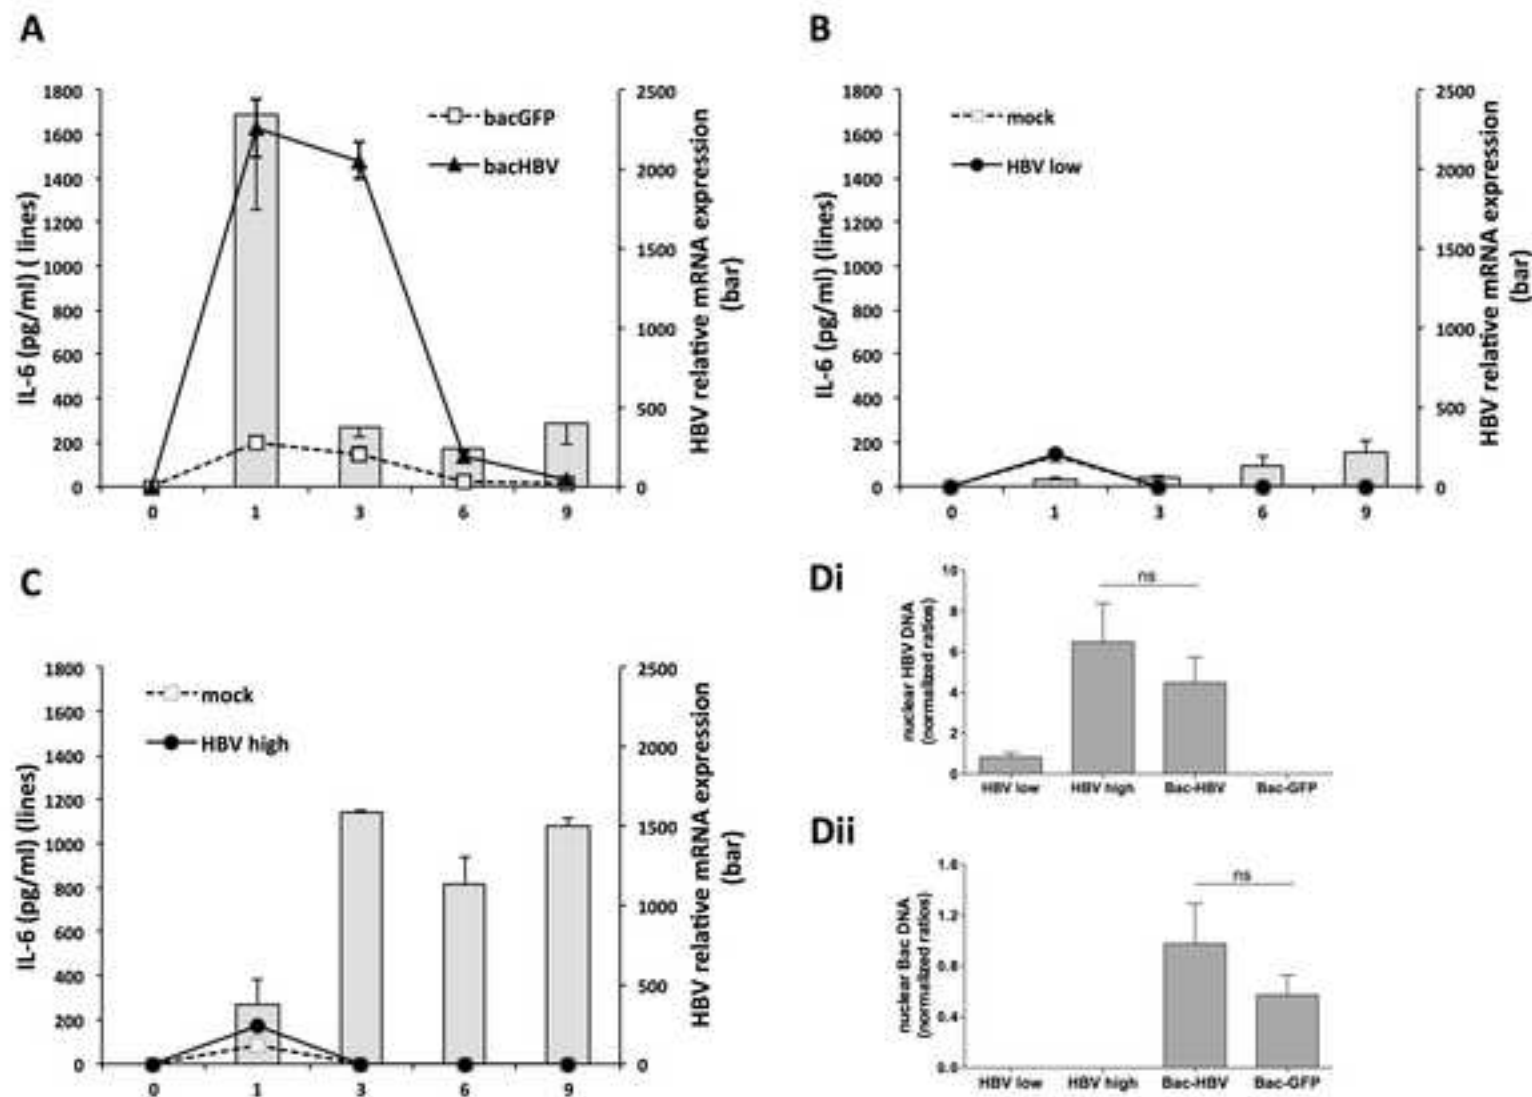 A
IL-6 (pg/ml) ( lines)
1800
1600
1400
1200
1000
800
600
400
200
0
bacGFP
bacHBV
2500
2000
1500
1000
500
0
HBV relative mRNA expression
(bar)
0 1 3 6 9
B
IL-6 (pg/ml) (lines)
1800
1600
1400
1200
1000
800
600
400
200
0
mock
HBV low
2500
2000
1500
1000
500
0
HBV relative mRNA expression
(bar)
0 1 3 6 9
C
IL-6 (pg/ml) (lines)
1800
1600
1400
1200
1000
800
600
400
200
0
mock
HBV high
2500
2000
1500
1000
500
0
HBV relative mRNA expression
(bar)
0 1 3 6 9
Di
nuclear HBV DNA
(normalized ratios)
10
8
6
4
2
0
ns
HBV low HBV high Bac-HBV Bac-GFP
Dii
nuclear Bac DNA
(normalized ratios)
1.6
1.2
0.8
0.4
0.0
ns
HBV low HBV high Bac-HBV Bac-GFP